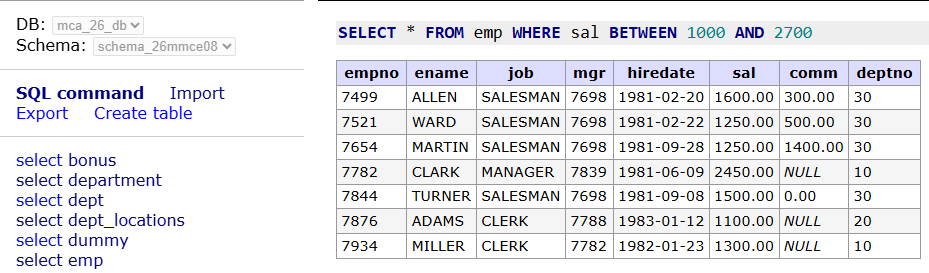 DB: mca_26_db
Schema: schema_26mmce08
SQL command Import
Export Create table
select bonus
select department
select dept
select dept_locations
select dummy
select emp
SELECT * FROM emp WHERE sal BETWEEN 1000 AND 2700
empno ename job mgr hiredate sal comm deptno
7499 ALLEN SALESMAN 7698 1981-02-20 1600.00 300.00 30
7521 WARD SALESMAN 7698 1981-02-22 1250.00 500.00 30
7654 MARTIN SALESMAN 7698 1981-09-28 1250.00 1400.00 30
7782 CLARK MANAGER 7839 1981-06-09 2450.00 NULL 10
7844 TURNER SALESMAN 7698 1981-09-08 1500.00 0.00 30
7876 ADAMS CLERK 7788 1983-01-12 1100.00 NULL 20
7934 MILLER CLERK 7782 1982-01-23 1300.00 NULL 10